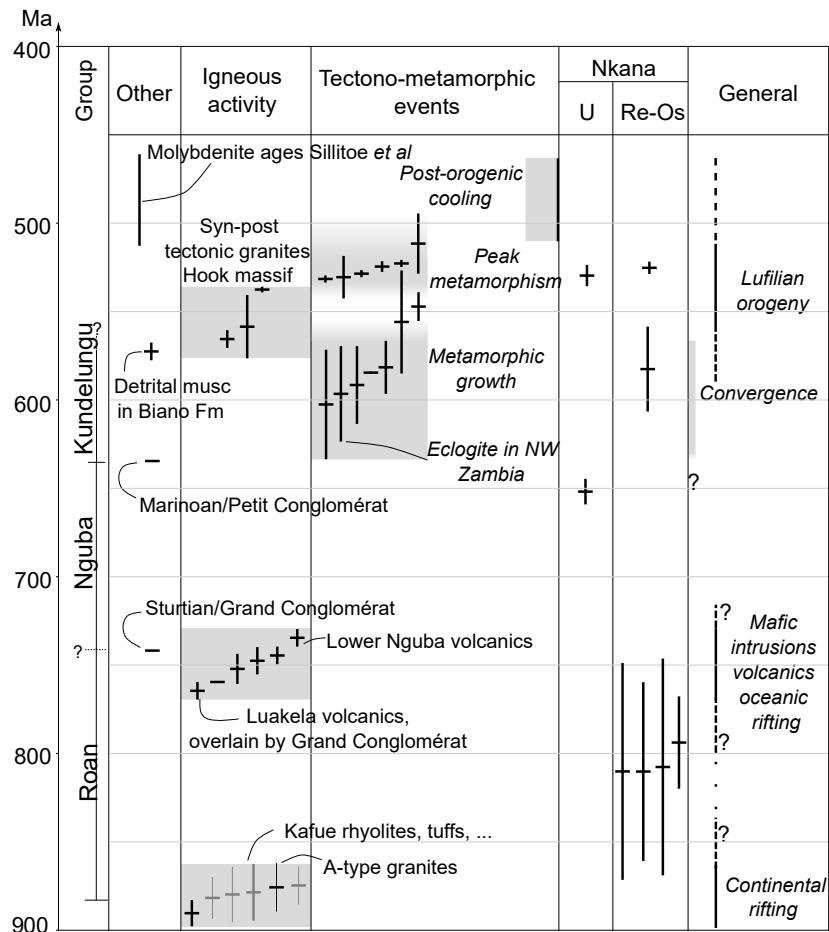 Ma
400
500
600
700
800
900
Group
Other
Igneous
activity
Tectono-metamorphic
events
Nkana
U
Re-Os
General
Molybdenite ages Sillitoe et al
Post-orogenic
cooling
Syn-post
tectonic granites
Hook massif
Peak
metamorphism
Lufilian
orogeny
Kundelungu
?
Detrital musc
in Biano Fm
Metamorphic
growth
Convergence
Eclogite in NW
Zambia
?
Marinoan/Petit Conglomérat
Nguba
Sturtian/Grand Conglomérat
?
Lower Nguba volcanics
?
Mafic
intrusions
volcanics
oceanic
rifting
Luakela volcanics,
overlain by Grand Conglomérat
?
Roan
Kafue rhyolites, tuffs, ...
?
A-type granites
Continental
rifting